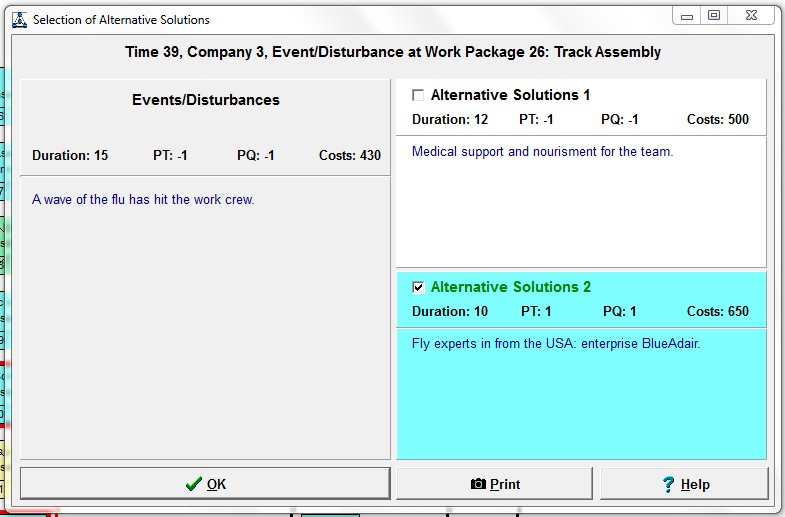 Selection of Alternative Solutions
Time 39, Company 3, Event/Disturbance at Work Package 26: Track Assembly
Events/Disturbances
Duration: 15 PT: -1 PQ: -1 Costs: 430
A wave of the flu has hit the work crew.
Alternative Solutions 1
Duration: 12 PT: -1 PQ: -1 Costs: 500
Medical support and nourisment for the team.
Alternative Solutions 2
Duration: 10 PT: 1 PQ: 1 Costs: 650
Fly experts in from the USA: enterprise BlueAdair.
OK
Print
Help